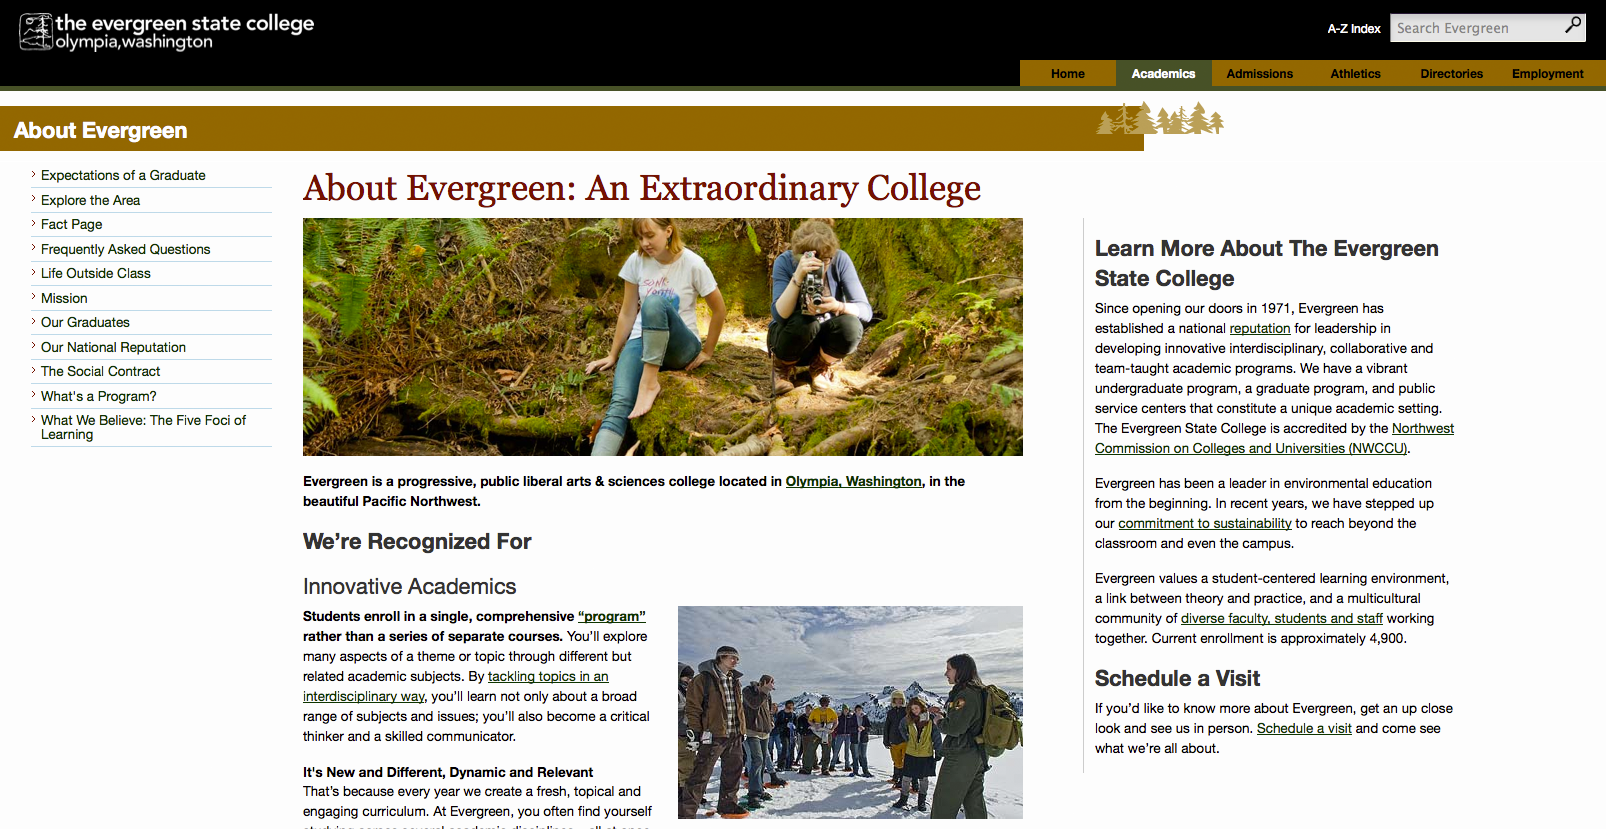 the evergreen state college
olympia, washington
A-Z Index
Search Evergreen
Home
Academics
Admissions
Athletics
Directories
Employment
About Evergreen
Expectations of a Graduate
Explore the Area
Fact Page
Frequently Asked Questions
Life Outside Class
Mission
Our Graduates
Our National Reputation
The Social Contract
What's a Program?
What We Believe: The Five Foci of
Learning
About Evergreen: An Extraordinary College
SONIC
YOUTH
Evergreen is a progressive, public liberal arts & sciences college located in Olympia, Washington, in the
beautiful Pacific Northwest.
We’re Recognized For
Innovative Academics
Students enroll in a single, comprehensive “program”
rather than a series of separate courses. You’ll explore
many aspects of a theme or topic through different but
related academic subjects. By tackling topics in an
interdisciplinary way, you’ll learn not only about a broad
range of subjects and issues; you’ll also become a critical
thinker and a skilled communicator.
It's New and Different, Dynamic and Relevant
That’s because every year we create a fresh, topical and
engaging curriculum. At Evergreen, you often find yourself
Learn More About The Evergreen
State College
Since opening our doors in 1971, Evergreen has
established a national reputation for leadership in
developing innovative interdisciplinary, collaborative and
team-taught academic programs. We have a vibrant
undergraduate program, a graduate program, and public
service centers that constitute a unique academic setting.
The Evergreen State College is accredited by the Northwest
Commission on Colleges and Universities (NWCCU).
Evergreen has been a leader in environmental education
from the beginning. In recent years, we have stepped up
our commitment to sustainability to reach beyond the
classroom and even the campus.
Evergreen values a student-centered learning environment,
a link between theory and practice, and a multicultural
community of diverse faculty, students and staff working
together. Current enrollment is approximately 4,900.
Schedule a Visit
If you’d like to know more about Evergreen, get an up close
look and see us in person. Schedule a visit and come see
what we’re all about.